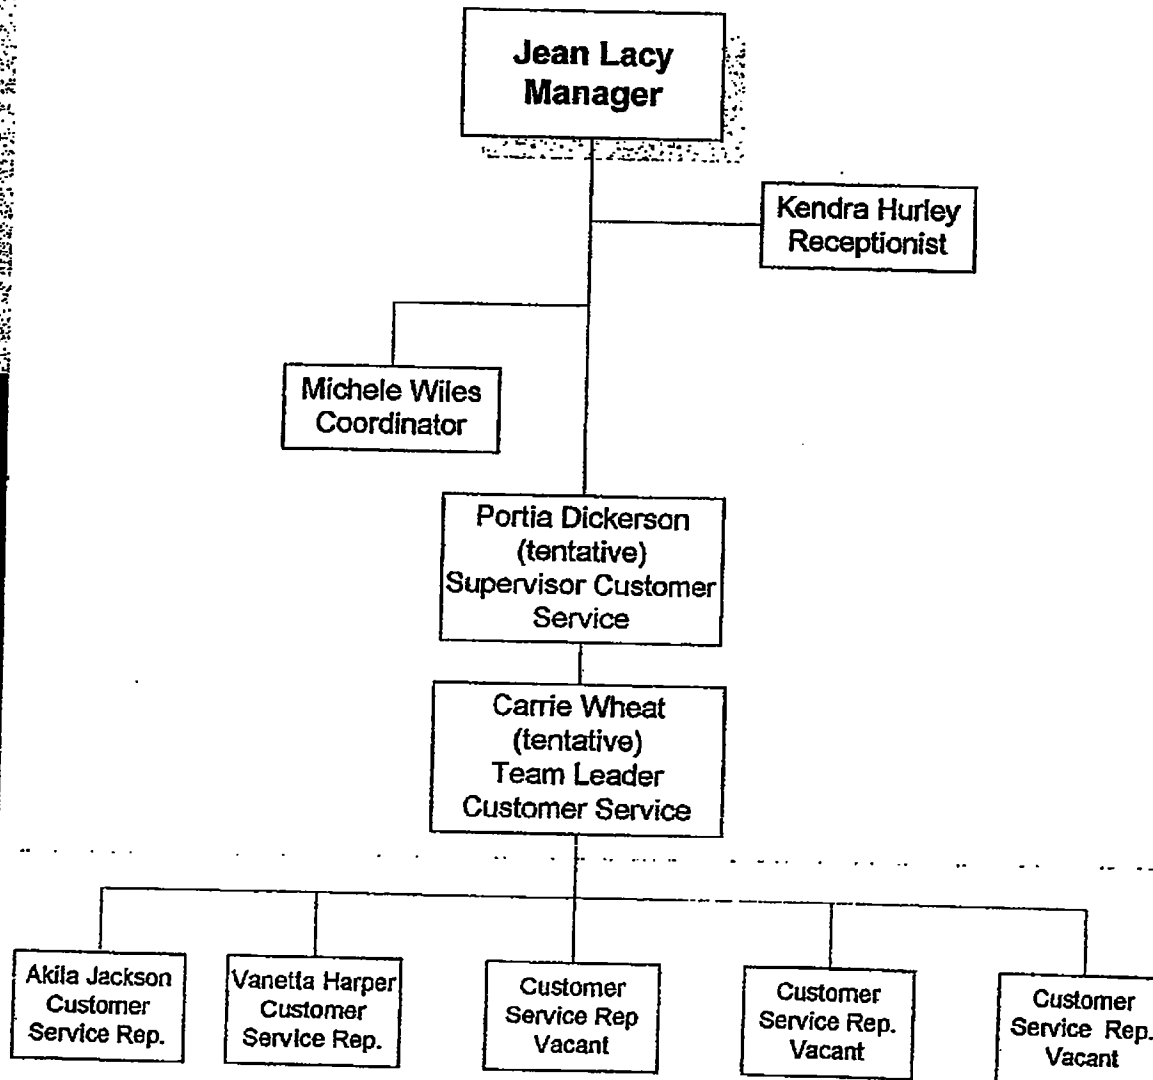 Jean Lacy
Manager
Kendra Hurley
Receptionist
Michele Wiles
Coordinator
Portia Dickerson
(tentative)
Supervisor Customer
Service
Carrie Wheat
(tentative)
Team Leader
Customer Service
Akila Jackson
Customer
Service Rep.
Vanetta Harper
Customer
Service Rep.
Customer
Service Rep
Vacant
Customer
Service Rep.
Vacant
Customer
Service Rep.
Vacant